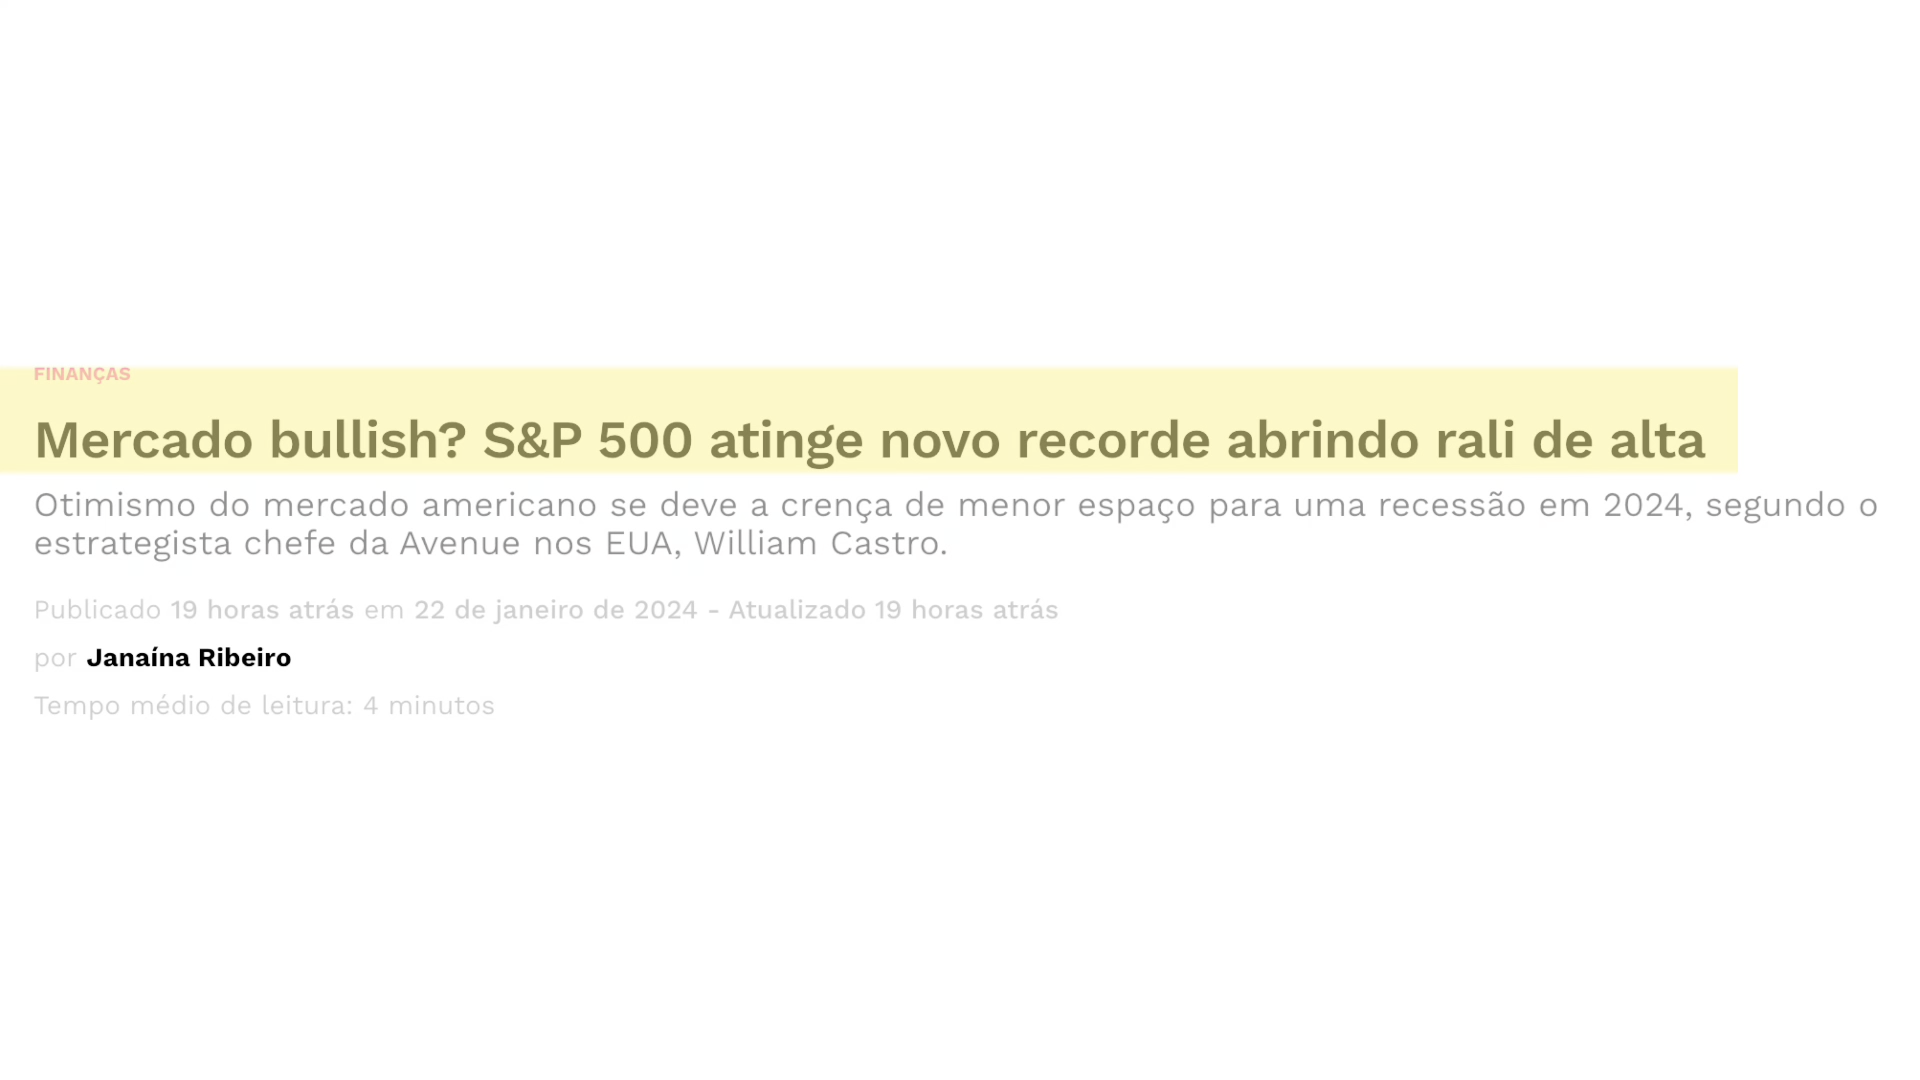 FINANÇAS
Mercado bullish? S&P 500 atinge novo recorde abrindo rali de alta
Otimismo do mercado americano se deve a crença de menor espaço para uma recessão em 2024, segundo o
estrategista chefe da Avenue nos EUA, William Castro.
Publicado 19 horas atrás em 22 de janeiro de 2024 - Atualizado 19 horas atrás
por Janaína Ribeiro
Tempo médio de leitura: 4 minutos